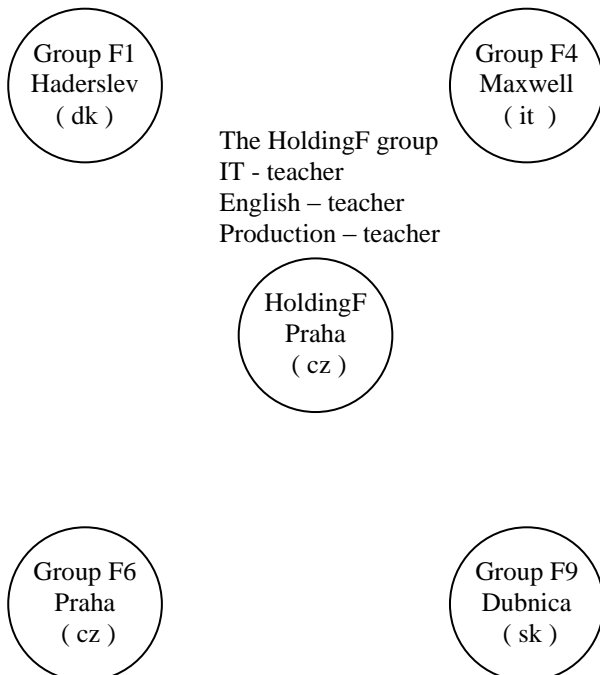 Group F1
Haderslev
( dk )
Group F4
Maxwell
( it  )
The HoldingF group
IT - teacher
English – teacher
Production – teacher
HoldingF
Praha
( cz )
Group F6
Praha
( cz )
Group F9
Dubnica
( sk )